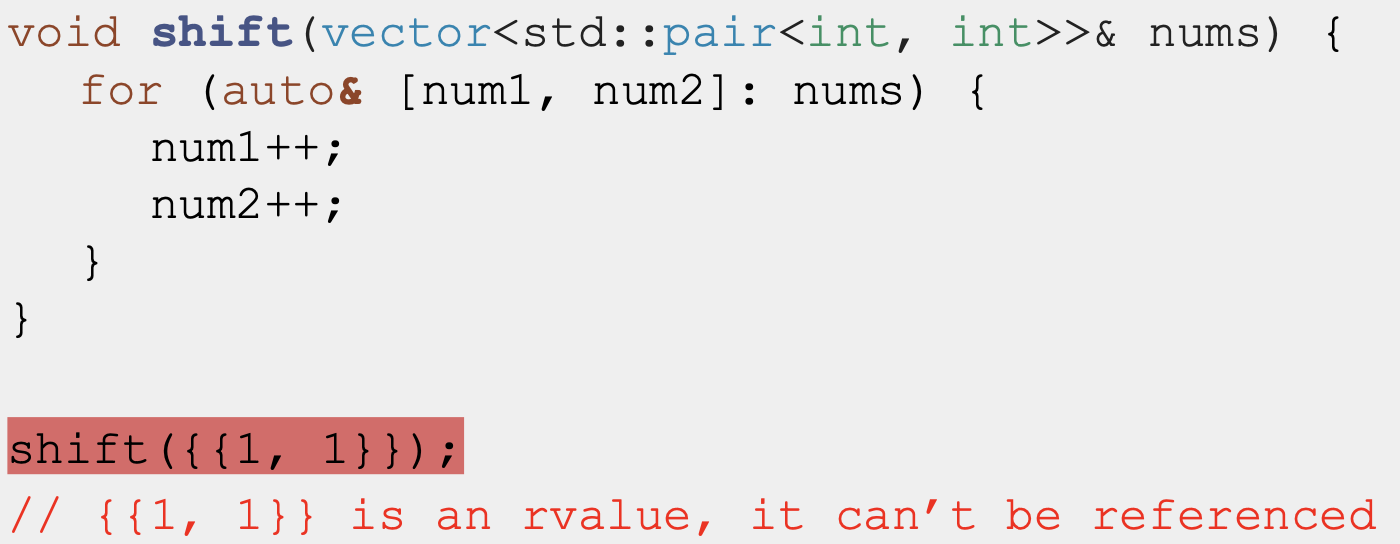 void shift(vector<std::pair<int, int>>& nums) {
for (auto& [num1, num2]: nums) {
num1++;
num2++;
}
}
shift({{1, 1}});
// {{1, 1}} is an rvalue, it can’t be referenced